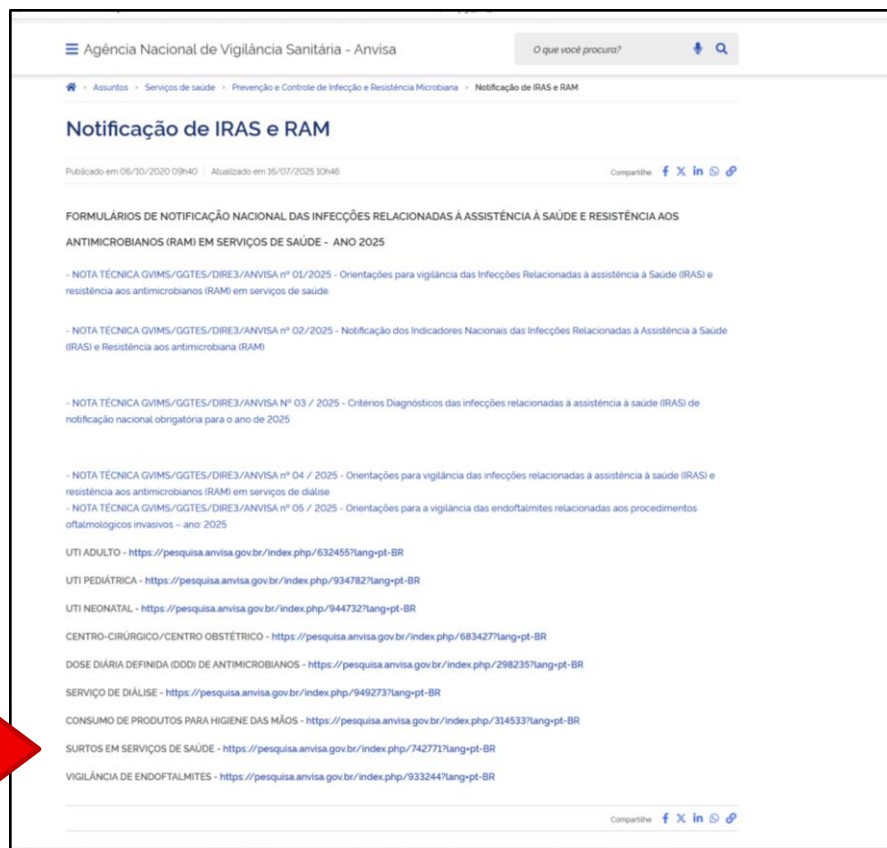 Agência Nacional de Vigilância Sanitária - Anvisa
O que você procura?
Assuntos > Serviços de saúde > Prevenção e Controle de Infecção e Resistência Microbiana > Notificação de IRAS e RAM
Notificação de IRAS e RAM
Publicado em 06/10/2020 09h40 | Atualizado em 16/07/2025 10h46
Compartilhe
FORMULÁRIOS DE NOTIFICAÇÃO NACIONAL DAS INFECÇÕES RELACIONADAS À ASSISTÊNCIA À SAÚDE E RESISTÊNCIA AOS
ANTIMICROBIANOS (RAM) EM SERVIÇOS DE SAÚDE - ANO 2025
- NOTA TÉCNICA GVIMS/GGTES/DIRE3/ANVISA nº 01/2025 - Orientações para vigilância das Infecções Relacionadas à assistência à Saúde (IRAS) e
resistência aos antimicrobianos (RAM) em serviços de saúde.
- NOTA TÉCNICA GVIMS/GGTES/DIRE3/ANVISA nº 02/2025 - Notificação dos Indicadores Nacionais das Infecções Relacionadas à Assistência à Saúde
(IRAS) e Resistência aos antimicrobiana (RAM)
- NOTA TÉCNICA GVIMS/GGTES/DIRE3/ANVISA Nº 03 / 2025 - Critérios Diagnósticos das infecções relacionadas à assistência à saúde (IRAS) de
notificação nacional obrigatória para o ano de 2025
- NOTA TÉCNICA GVIMS/GGTES/DIRE3/ANVISA nº 04 / 2025 - Orientações para vigilância das infecções relacionadas à assistência à saúde (IRAS) e
resistência aos antimicrobianos (RAM) em serviços de diálise
- NOTA TÉCNICA GVIMS/GGTES/DIRE3/ANVISA nº 05 / 2025 - Orientações para a vigilância das endoftalmites relacionadas aos procedimentos
oftalmológicos invasivos – ano: 2025
UTI ADULTO - https://pesquisa.anvisa.gov.br/index.php/632455?lang=pt-BR
UTI PEDIÁTRICA - https://pesquisa.anvisa.gov.br/index.php/934782?lang=pt-BR
UTI NEONATAL - https://pesquisa.anvisa.gov.br/index.php/944732?lang=pt-BR
CENTRO-CIRÚRGICO/CENTRO OBSTÉTRICO - https://pesquisa.anvisa.gov.br/index.php/683427?lang=pt-BR
DOSE DIÁRIA DEFINIDA (DDD) DE ANTIMICROBIANOS - https://pesquisa.anvisa.gov.br/index.php/298235?lang=pt-BR
SERVIÇO DE DIÁLISE - https://pesquisa.anvisa.gov.br/index.php/949273?lang=pt-BR
CONSUMO DE PRODUTOS PARA HIGIENE DAS MÃOS - https://pesquisa.anvisa.gov.br/index.php/314533?lang=pt-BR
SURTOS EM SERVIÇOS DE SAÚDE - https://pesquisa.anvisa.gov.br/index.php/742771?lang=pt-BR
VIGILÂNCIA DE ENDOFTALMITES - https://pesquisa.anvisa.gov.br/index.php/933244?lang=pt-BR
Compartilhe